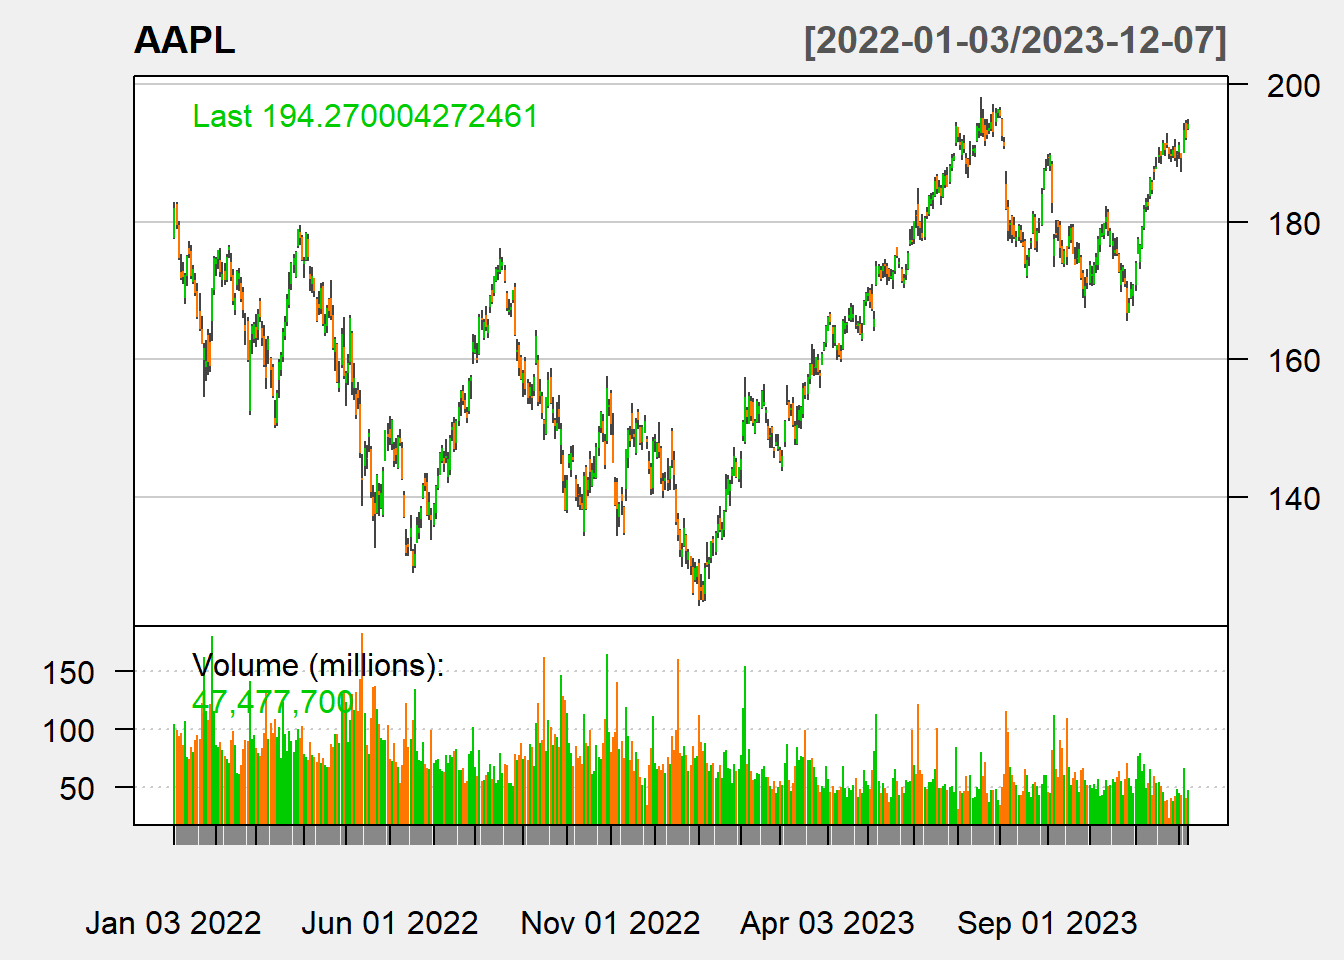 AAPL [2022-01-03/2023-12-07]
Last 194.270004272461
200
180
160
140
Volume (millions):
47,477,700
150
100
50
Jan 03 2022 Jun 01 2022 Nov 01 2022 Apr 03 2023 Sep 01 2023